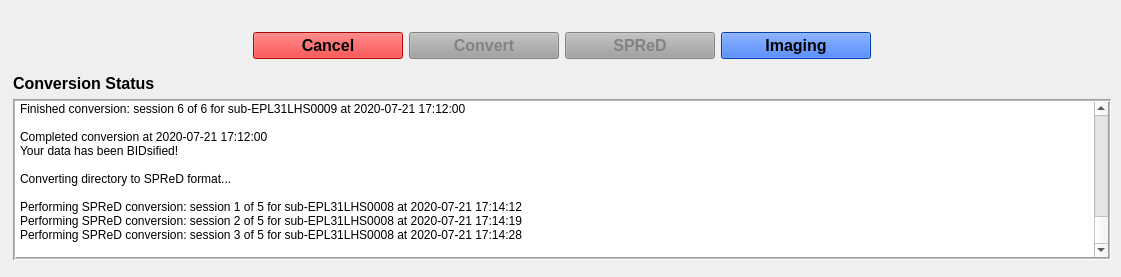 Cancel
Convert
SPReD
Imaging
Conversion Status
Finished conversion: session 6 of 6 for sub-EPL31LHS0009 at 2020-07-21 17:12:00
Completed conversion at 2020-07-21 17:12:00
Your data has been BIDsified!
Converting directory to SPReD format...
Performing SPReD conversion: session 1 of 5 for sub-EPL31LHS0008 at 2020-07-21 17:14:12
Performing SPReD conversion: session 2 of 5 for sub-EPL31LHS0008 at 2020-07-21 17:14:19
Performing SPReD conversion: session 3 of 5 for sub-EPL31LHS0008 at 2020-07-21 17:14:28